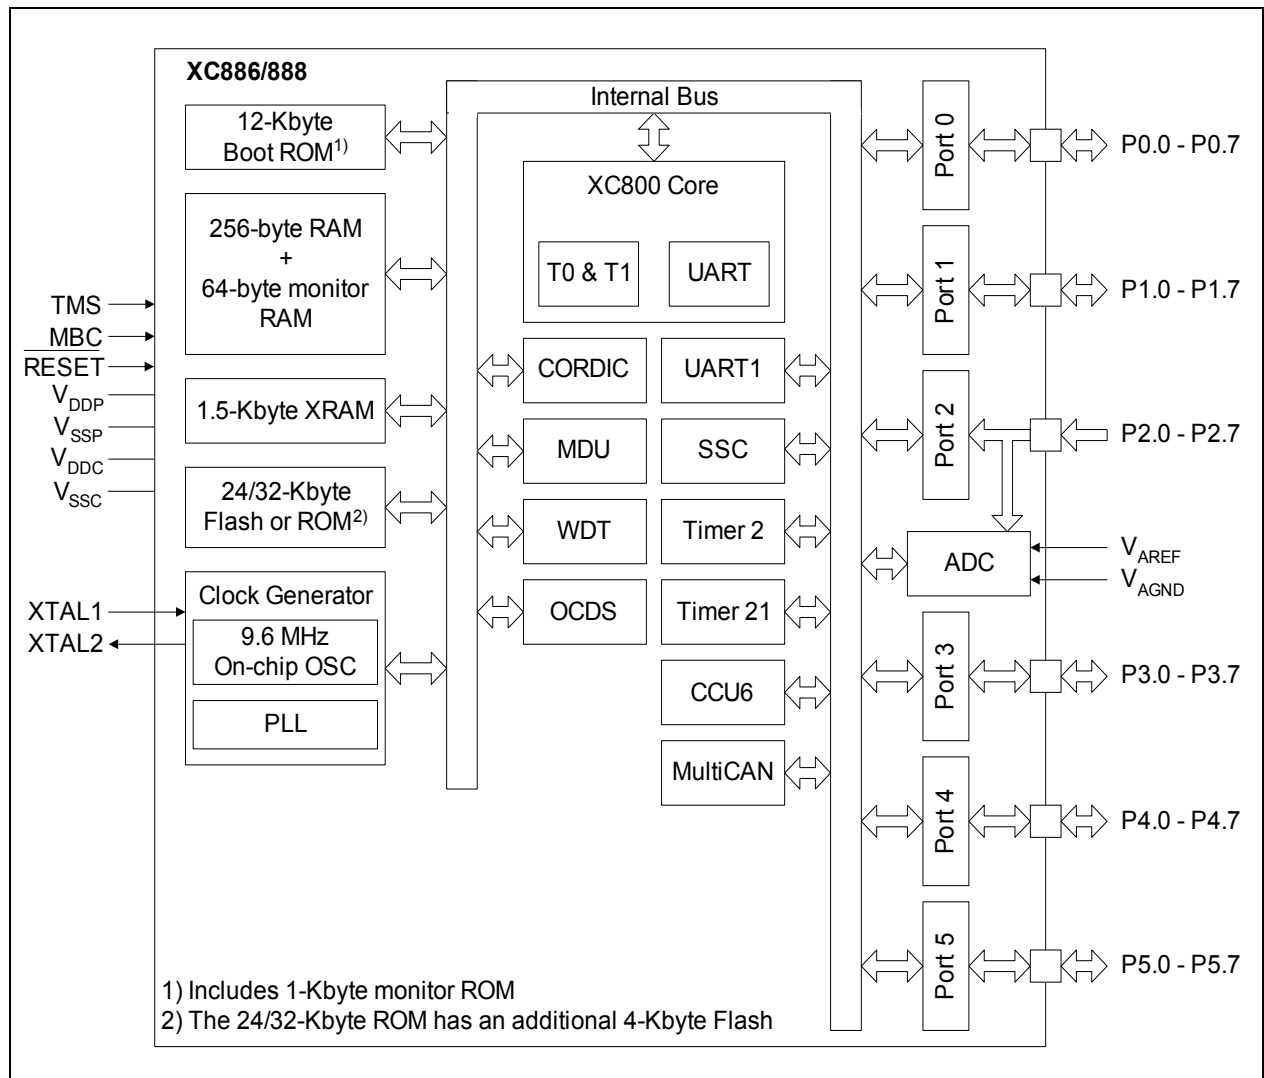 XC886/888
Internal Bus
12-Kbyte
Boot ROM1)
256-byte RAM
+
64-byte monitor
RAM
1.5-Kbyte XRAM
24/32-Kbyte
Flash or ROM2)
Clock Generator
9.6 MHz
On-chip OSC
PLL
TMS
MBC
RESET
VDDP
VSSP
VDDC
VSSC
XTAL1
XTAL2
XC800 Core
T0 & T1
UART
CORDIC
UART1
MDU
SSC
WDT
Timer 2
OCDS
Timer 21
CCU6
MultiCAN
Port 0
P0.0 - P0.7
Port 1
P1.0 - P1.7
Port 2
P2.0 - P2.7
ADC
VAREF
VAGND
Port 3
P3.0 - P3.7
Port 4
P4.0 - P4.7
Port 5
P5.0 - P5.7
1) Includes 1-Kbyte monitor ROM
2) The 24/32-Kbyte ROM has an additional 4-Kbyte Flash